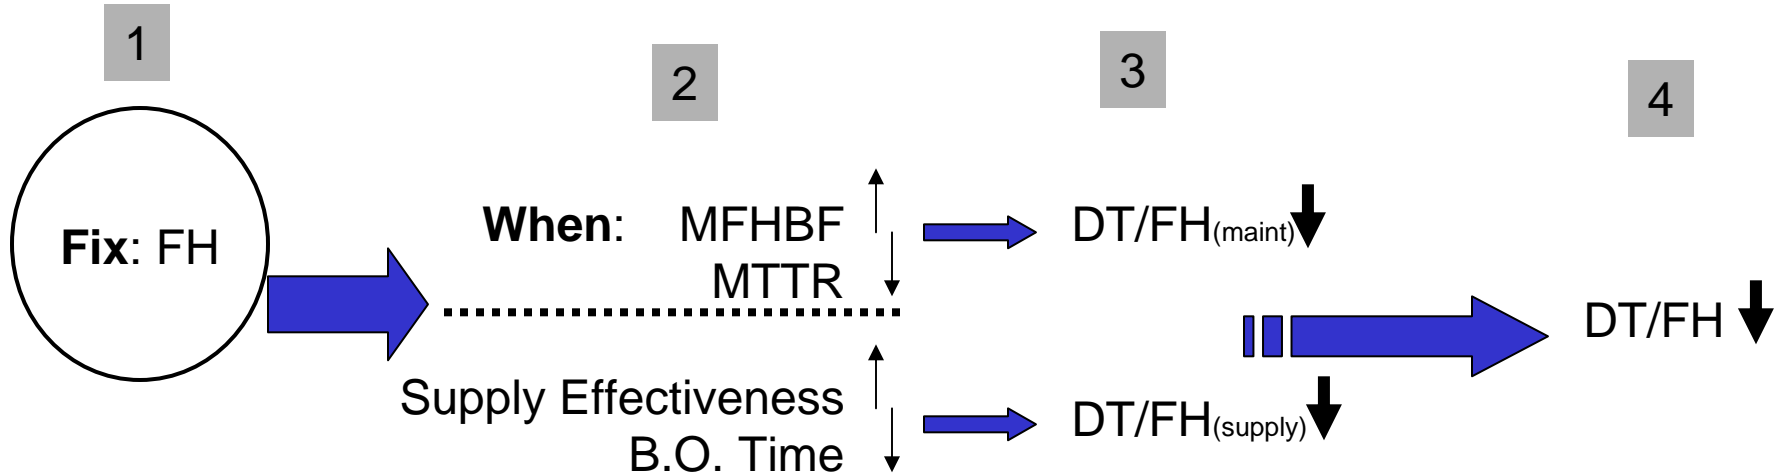 1
2
3
4
Fix: FH
When: MFHBF
MTTR
Supply Effectiveness
B.O. Time
DT/FH(maint)
DT/FH(supply)
DT/FH